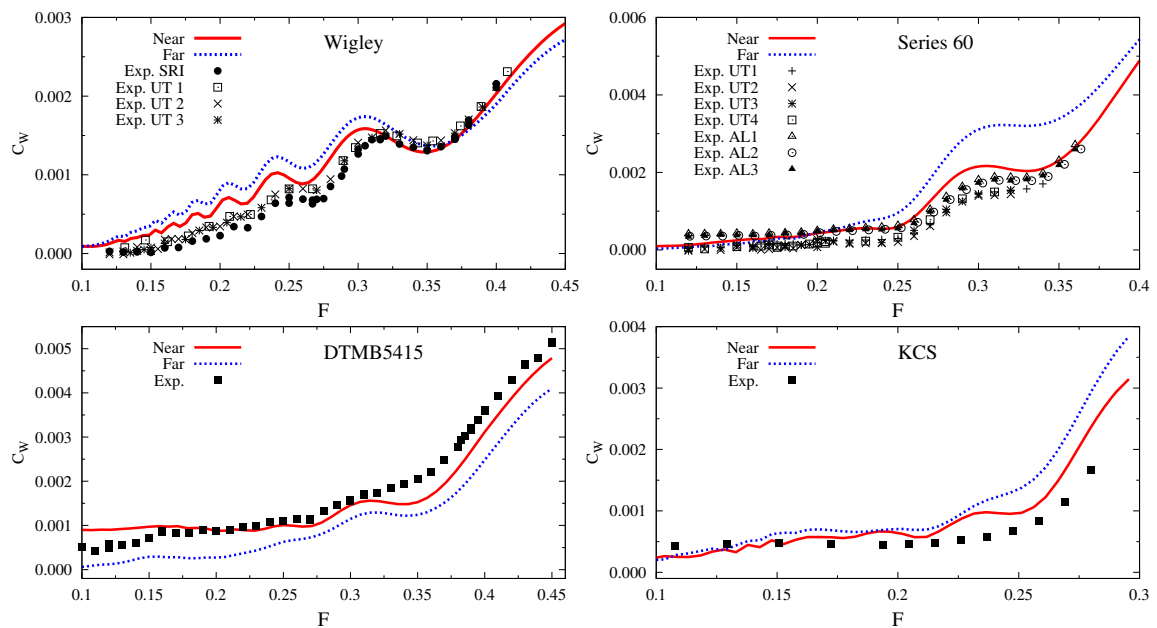 Wigley
Near
Far
Exp. SRI
Exp. UT 1
Exp. UT 2
Exp. UT 3
0.003
0.002
0.001
0.000
C_W
0.1 0.15 0.2 0.25 0.3 0.35 0.4 0.45
F
Series 60
Near
Far
Exp. UT1
Exp. UT2
Exp. UT3
Exp. UT4
Exp. AL1
Exp. AL2
Exp. AL3
0.006
0.004
0.002
0.000
C_W
0.1 0.15 0.2 0.25 0.3 0.35 0.4
F
DTMB5415
Near
Far
Exp.
0.005
0.004
0.003
0.002
0.001
0.000
C_W
0.1 0.15 0.2 0.25 0.3 0.35 0.4 0.45
F
KCS
Near
Far
Exp.
0.004
0.003
0.002
0.001
0.000
C_W
0.1 0.15 0.2 0.25 0.3
F